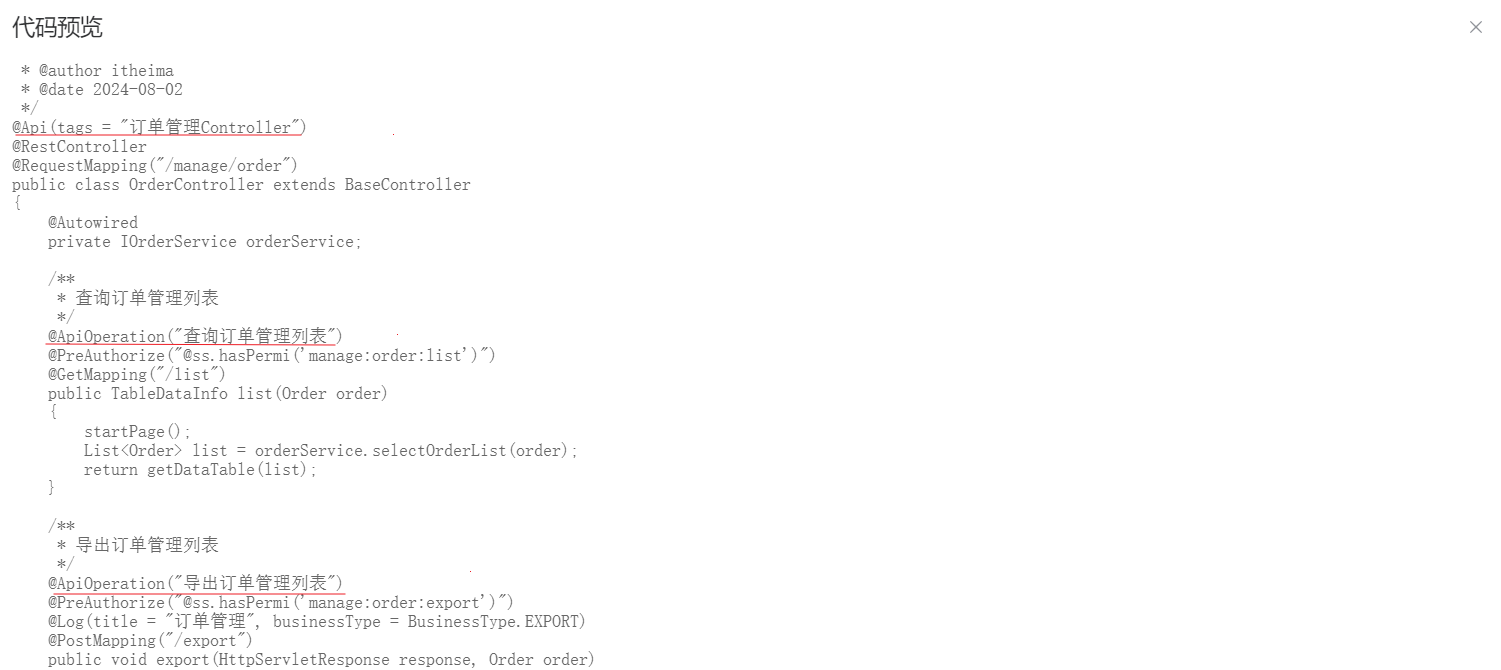 代码预览
 * @author itheima
 * @date 2024-08-02
 */
@Api(tags = "订单管理Controller")
@RestController
@RequestMapping("/manage/order")
public class OrderController extends BaseController
{
    @Autowired
    private IOrderService orderService;

    /**
     * 查询订单管理列表
     */
    @ApiOperation("查询订单管理列表")
    @PreAuthorize("@ss.hasPermi('manage:order:list')")
    @GetMapping("/list")
    public TableDataInfo list(Order order)
    {
        startPage();
        List<Order> list = orderService.selectOrderList(order);
        return getDataTable(list);
    }

    /**
     * 导出订单管理列表
     */
    @ApiOperation("导出订单管理列表")
    @PreAuthorize("@ss.hasPermi('manage:order:export')")
    @Log(title = "订单管理", businessType = BusinessType.EXPORT)
    @PostMapping("/export")
    public void export(HttpServletResponse response, Order order)